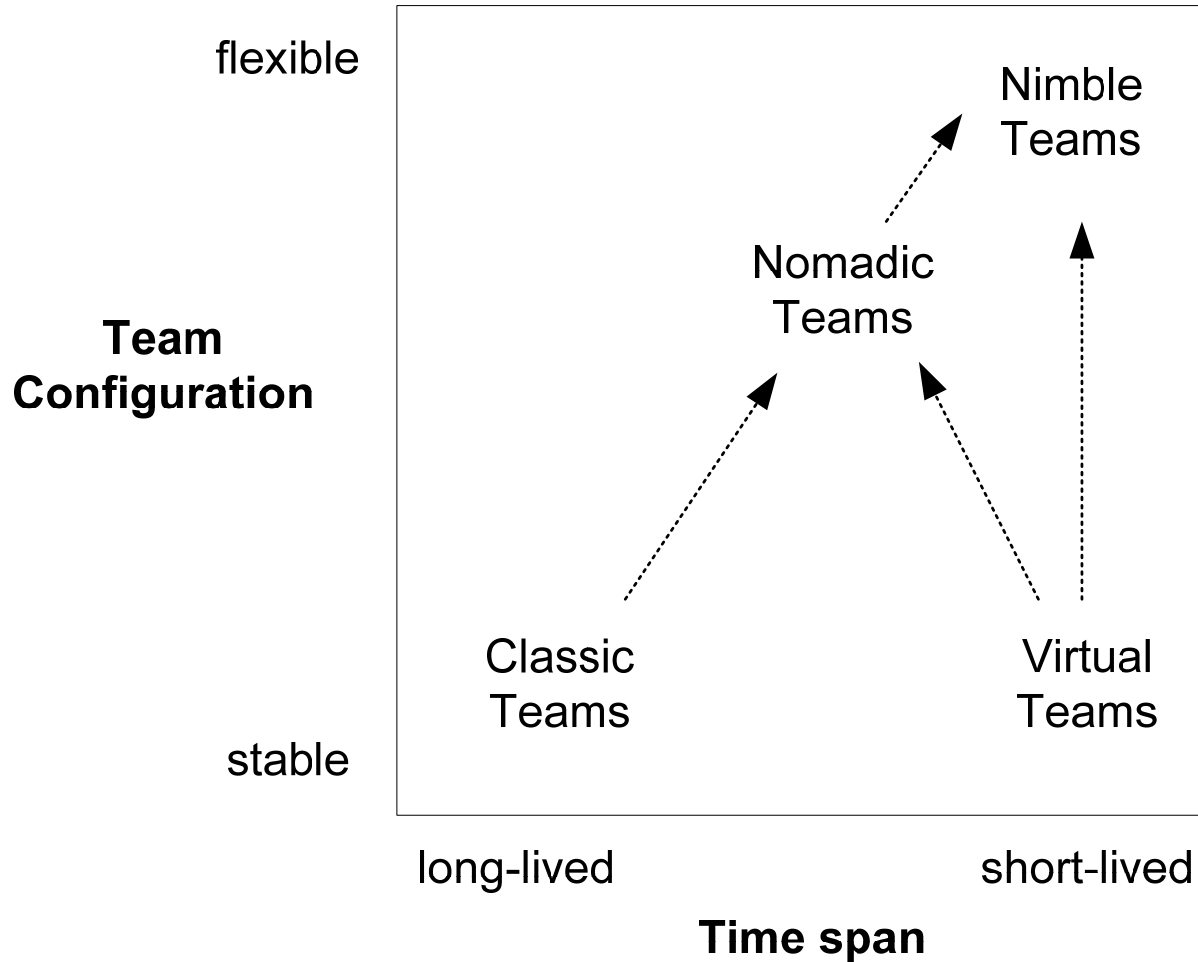 flexible
Nimble
Teams
Nomadic
Teams
Team
Configuration
Classic
Teams
Virtual
Teams
stable
long-lived
short-lived
Time span